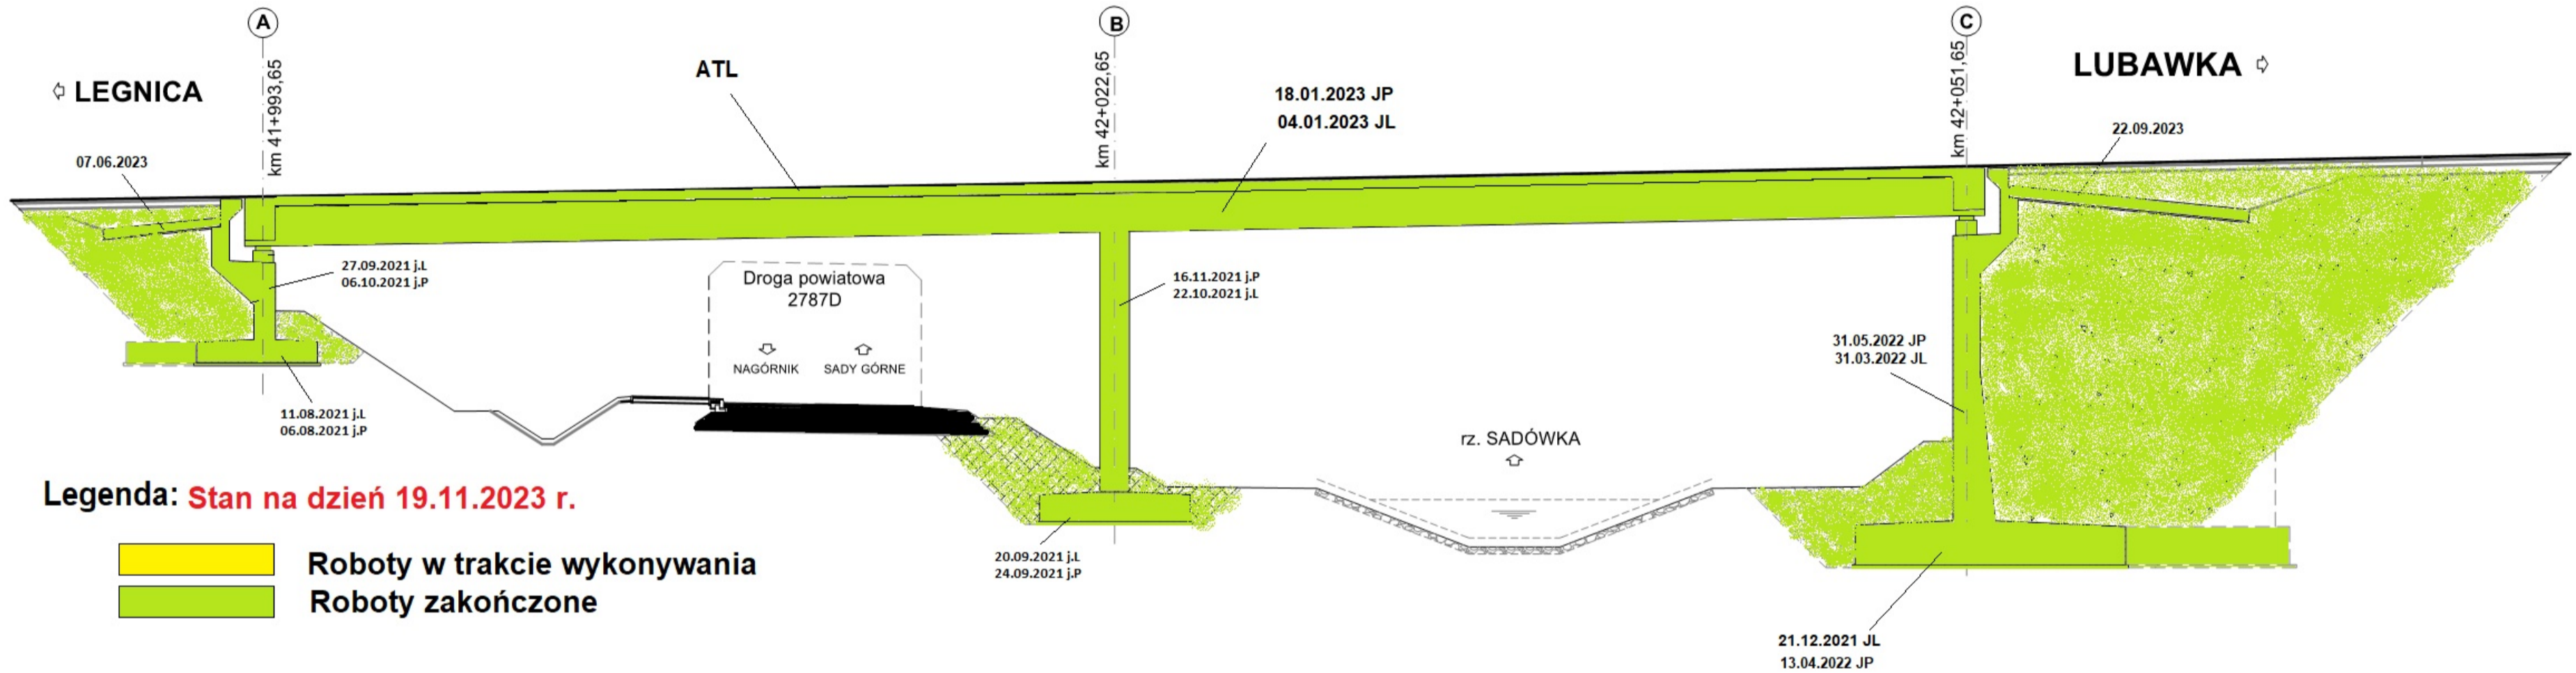 A
B
C
km 41+993,65
km 42+022,65
km 42+051,65
LEGNICA
ATL
LUBAWKA
18.01.2023 JP
04.01.2023 JL
07.06.2023
22.09.2023
27.09.2021 j.L
06.10.2021 j.P
Droga powiatowa
2787D
NAGÓRNIK SADY GÓRNE
16.11.2021 j.P
22.10.2021 j.L
31.05.2022 JP
31.03.2022 JL
11.08.2021 j.L
06.08.2021 j.P
rz. SADÓWKA
Legenda: Stan na dzień 19.11.2023 r.
20.09.2021 j.L
24.09.2021 j.P
Roboty w trakcie wykonywania
Roboty zakończone
21.12.2021 JL
13.04.2022 JP